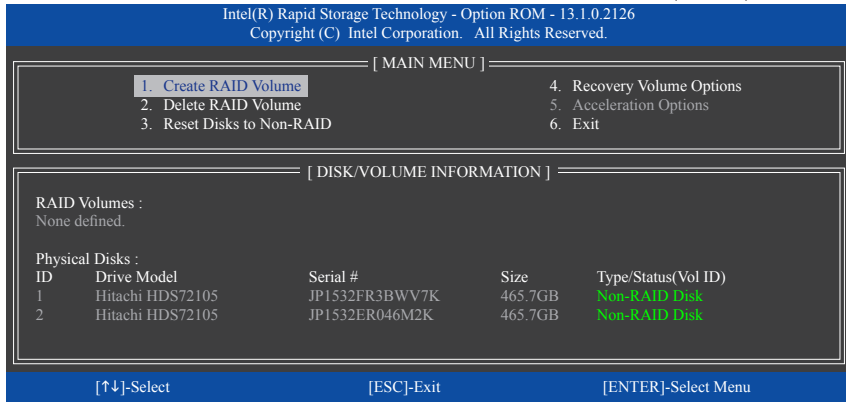 Intel(R) Rapid Storage Technology - Option ROM - 13.1.0.2126
Copyright (C) Intel Corporation. All Rights Reserved.
[ MAIN MENU ]
1. Create RAID Volume
2. Delete RAID Volume
3. Reset Disks to Non-RAID
4. Recovery Volume Options
5. Acceleration Options
6. Exit
[ DISK/VOLUME INFORMATION ]
RAID Volumes :
None defined.
Physical Disks :
ID Drive Model Serial # Size Type/Status(Vol ID)
1 Hitachi HDS72105 JP1532FR3BWV7K 465.7GB Non-RAID Disk
2 Hitachi HDS72105 JP1532ER046M2K 465.7GB Non-RAID Disk
[↑↓]-Select [ESC]-Exit [ENTER]-Select Menu